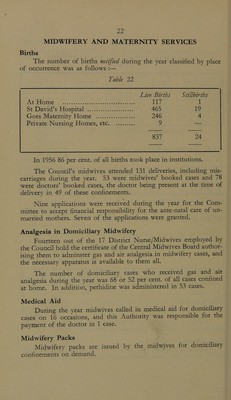 22
MIDWIFERY AND MATERNITY SERVICES
Births
The number of births notified during the year classified by place
of occurrence was as follows :—
Table 22
Live Births Stillbirths
At Home ........ 117 1
St David's Hospital ........ 465 19
Goes Maternity Home ........ 246 4
Private Nursing Homes, etc. ........ 9 —
837 24
In 1956 86 per cent. of all births took place in institutions.
The Council's midwives attended 131 deliveries, including mis-
carriages during the year. 53 were midwives' booked cases and 78
were doctors' booked cases, the doctor being present at the time of
delivery in 49 of these confinements.
Nine applications were received during the year for the Com-
mittee to accept financial responsibility for the ante-natal care of un-
married mothers. Seven of the applications were granted.
Analgesia in Domiciliary Midwifery
Fourteen out of the 17 District Nurse/Midwives employed by
the Council hold the certificate of the Central Midwives Board author-
ising them to administer gas and air analgesia in midwifery cases, and
the necessary apparatus is available to them all.
The number of domiciliary cases who received gas and air
analgesia during the year was 68 or 52 per cent. of all cases confined
at home. In addition, pethidine was administered in 53 cases.
Medical Aid
During the year midwives called in medical aid for domiciliary
cases on 16 occasions, and this Authority was responsible for the
payment of the doctor in 1 case.
Midwifery Packs
Midwifery packs are issued by the midwives for domiciliary
confinements on demand.